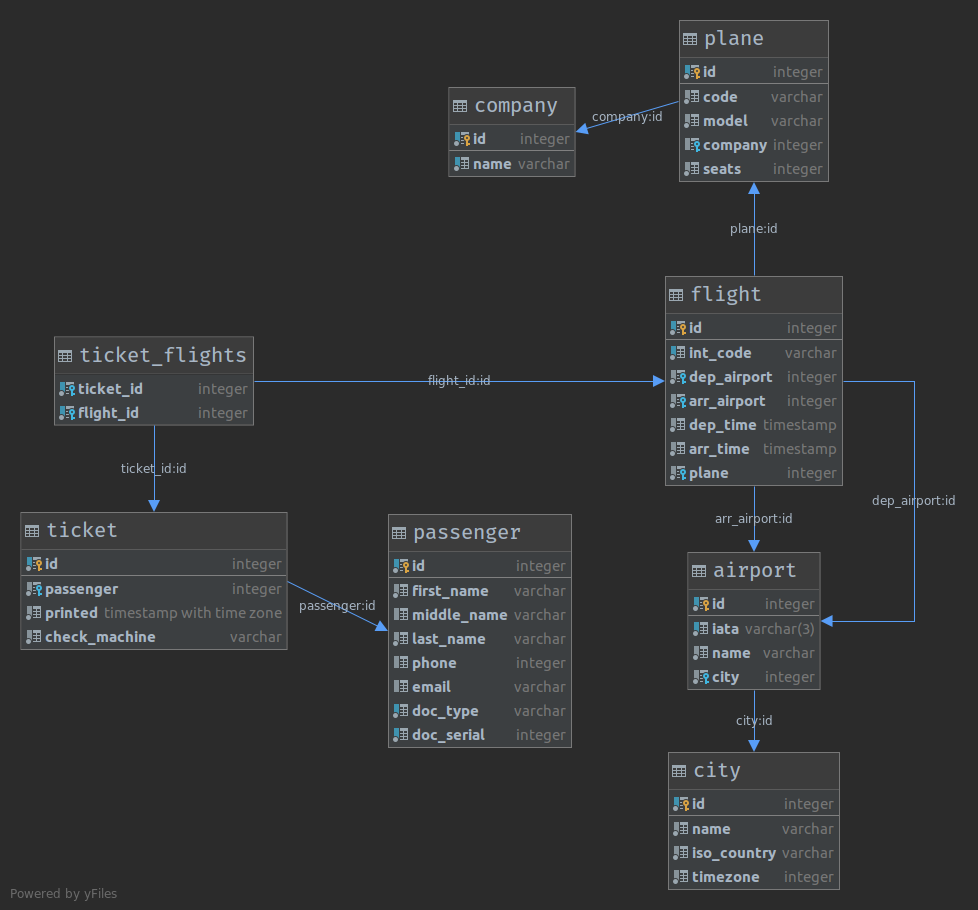 plane
id integer
code varchar
model varchar
company integer
seats integer
company
id integer
name varchar
company:id
plane:id
flight
id integer
int_code varchar
dep_airport integer
arr_airport integer
dep_time timestamp
arr_time timestamp
plane integer
ticket_flights
ticket_id integer
flight_id integer
flight_id:id
ticket_id:id
dep_airport:id
arr_airport:id
ticket
id integer
passenger integer
printed timestamp with time zone
check_machine varchar
passenger:id
passenger
id integer
first_name varchar
middle_name varchar
last_name varchar
phone integer
email varchar
doc_type varchar
doc_serial integer
airport
id integer
iata varchar(3)
name varchar
city integer
city:id
city
id integer
name varchar
iso_country varchar
timezone integer
Powered by yFiles